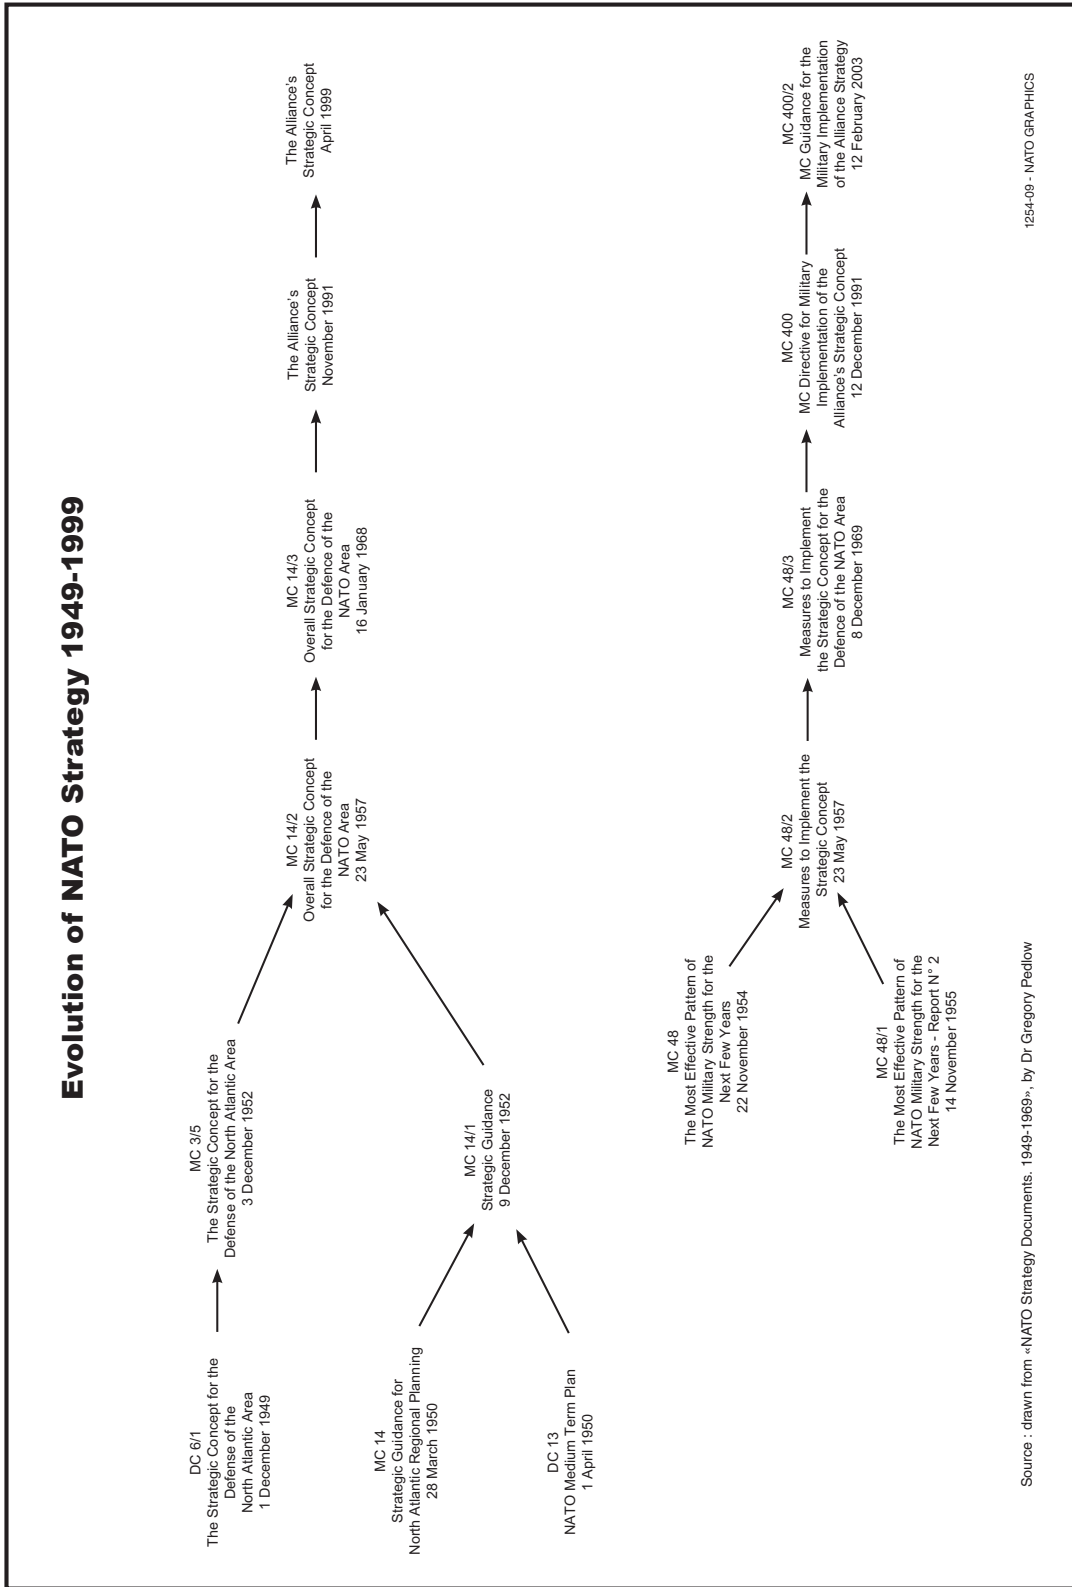 Evolution of NATO Strategy 1949-1999
DC 6/1
The Strategic Concept for the
Defense of the
North Atlantic Area
1 December 1949
MC 3/5
The Strategic Concept for the
Defense of the North Atlantic Area
3 December 1952
MC 14
Strategic Guidance for
North Atlantic Regional Planning
28 March 1950
DC 13
NATO Medium Term Plan
1 April 1950
MC 14/1
Strategic Guidance
9 December 1952
MC 14/2
Overall Strategic Concept
for the Defence of the
NATO Area
23 May 1957
MC 14/3
Overall Strategic Concept
for the Defence of the
NATO Area
16 January 1968
The Alliance's
Strategic Concept
November 1991
The Alliance's
Strategic Concept
April 1999
MC 48
The Most Effective Pattern of
NATO Military Strength for the
Next Few Years
22 November 1954
MC 48/1
The Most Effective Pattern of
NATO Military Strength for the
Next Few Years - Report N° 2
14 November 1955
MC 48/2
Measures to Implement the
Strategic Concept
23 May 1957
MC 48/3
Measures to Implement
the Strategic Concept for the
Defence of the NATO Area
8 December 1969
MC 400
MC Directive for Military
Implementation of the
Alliance's Strategic Concept
12 December 1991
MC 400/2
MC Guidance for the
Military Implementation
of the Alliance Strategy
12 February 2003
Source : drawn from «NATO Strategy Documents. 1949-1969», by Dr Gregory Pedlow
1254-09 - NATO GRAPHICS